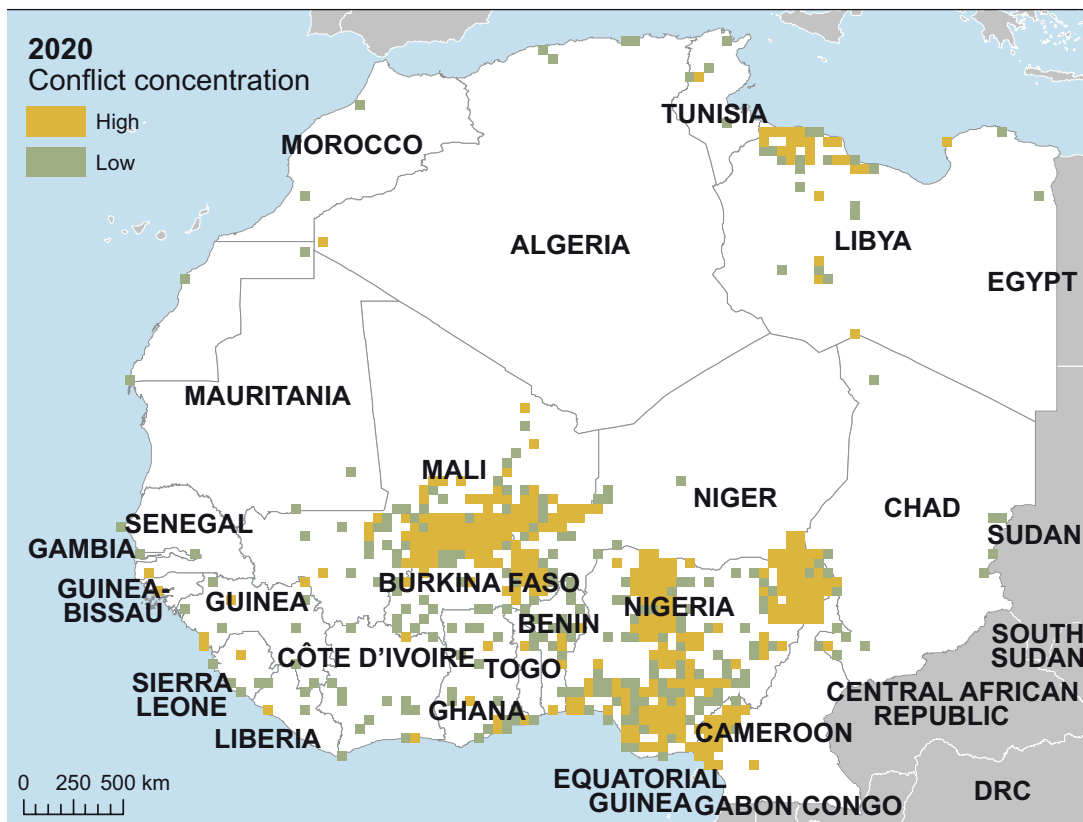 2020
Conflict concentration
High
Low
TUNISIA
MOROCCO
ALGERIA
LIBYA
EGYPT
MAURITANIA
MALI
NIGER
CHAD
SENEGAL
SUDAN
GAMBIA
BURKINA FASO
GUINEA-
BISSAU
GUINEA
NIGERIA
BENIN
SOUTH
SUDAN
CÔTE D'IVOIRE
TOGO
SIERRA
LEONE
CENTRAL AFRICAN
REPUBLIC
GHANA
LIBERIA
CAMEROON
EQUATORIAL
GUINEA
GABON
CONGO
DRC
0 250 500 km